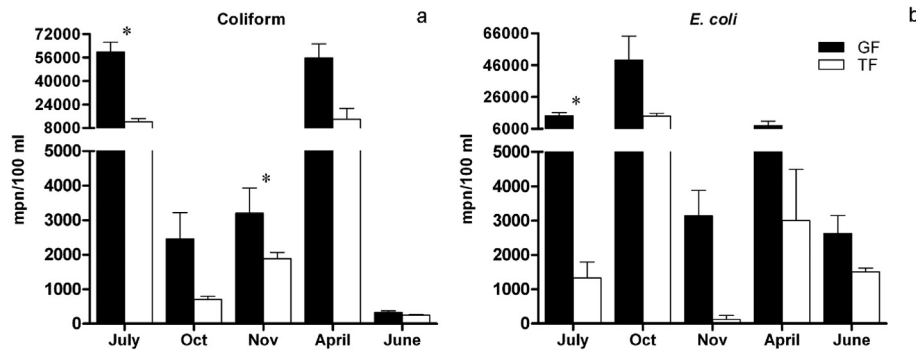 Coliform
a
72000
56000
40000
24000
8000
5000
4000
3000
2000
1000
0
mpn/100 ml
*
*
July Oct Nov April June
E. coli
b
66000
46000
26000
6000
5000
4000
3000
2000
1000
0
mpn/100 ml
*
GF
TF
July Oct Nov April June